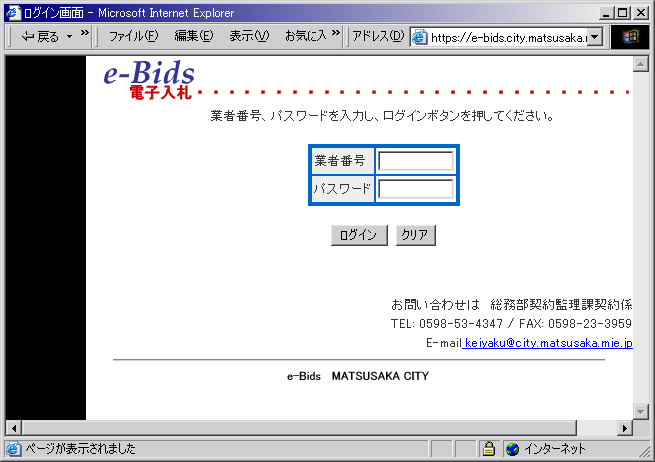 ログイン画面 - Microsoft Internet Explorer
戻る » ファイル(F) 編集(E) 表示(V) お気に入 » アドレス(D) https://e-bids.city.matsusaka.
e-Bids
電子入札
業者番号、パスワードを入力し、ログインボタンを押してください。
業者番号
パスワード
ログイン クリア
お問い合わせは 総務部契約監理課契約係
TEL: 0598-53-4347 / FAX: 0598-23-3959
E-mail keiyaku@city.matsusaka.mie.jp
e-Bids MATSUSAKA CITY
ページが表示されました インターネット